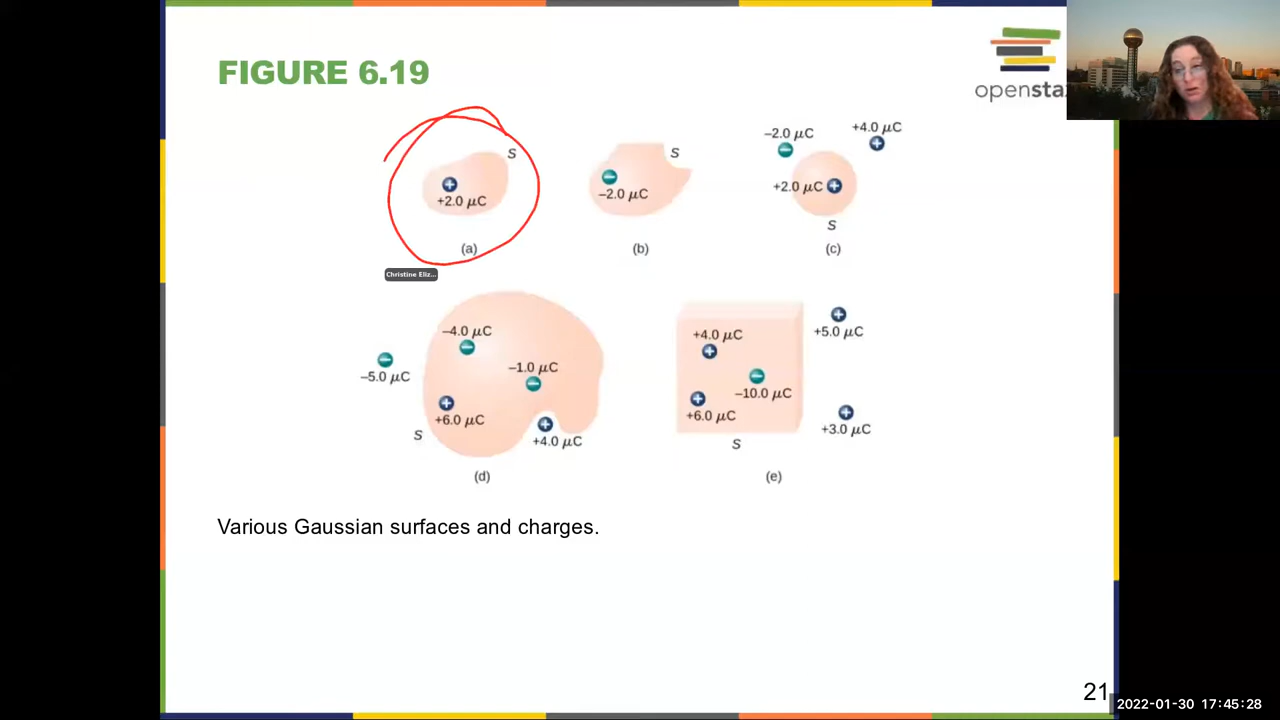 FIGURE 6.19
openstax
S
+2.0 μC
(a)
S
−2.0 μC
(b)
−2.0 μC
+4.0 μC
+2.0 μC
S
(c)
Christine Eliz...
−4.0 μC
−1.0 μC
−5.0 μC
+6.0 μC
+4.0 μC
S
(d)
+4.0 μC
+5.0 μC
−10.0 μC
+6.0 μC
+3.0 μC
S
(e)
Various Gaussian surfaces and charges.
21
2022-01-30 17:45:28